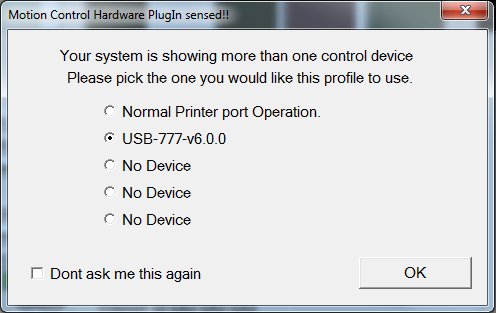 Motion Control Hardware PlugIn sensed!!
Your system is showing more than one control device
Please pick the one you would like this profile to use.
Normal Printer port Operation.
USB-777-v6.0.0
No Device
No Device
No Device
Dont ask me this again
OK